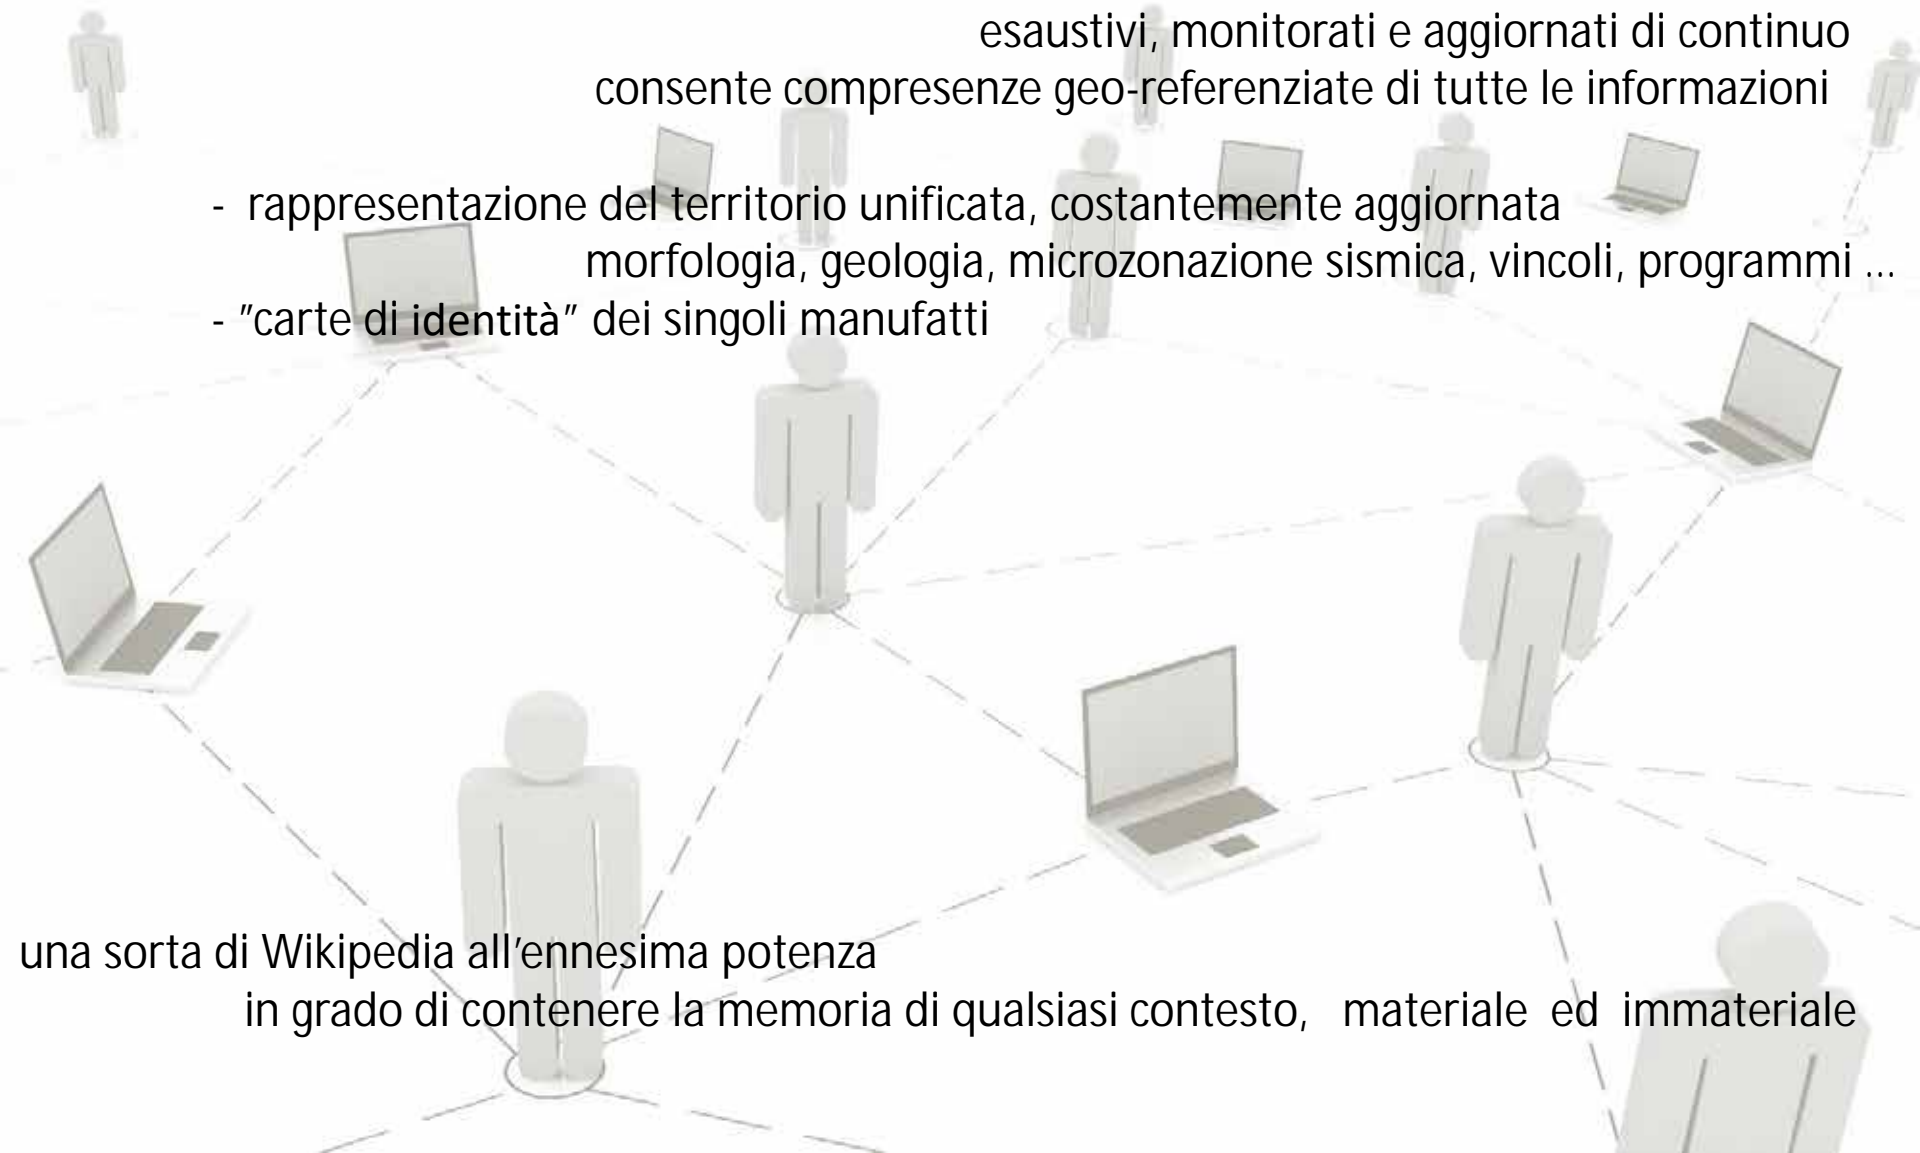 esaustivi, monitorati e aggiornati di continuo
consente compresenze geo-referenziate di tutte le informazioni
- rappresentazione del territorio unificata, costantemente aggiornata
morfologia, geologia, microzonazione sismica, vincoli, programmi ...
- "carte di identità" dei singoli manufatti
una sorta di Wikipedia all'ennesima potenza
in grado di contenere la memoria di qualsiasi contesto, materiale ed immateriale